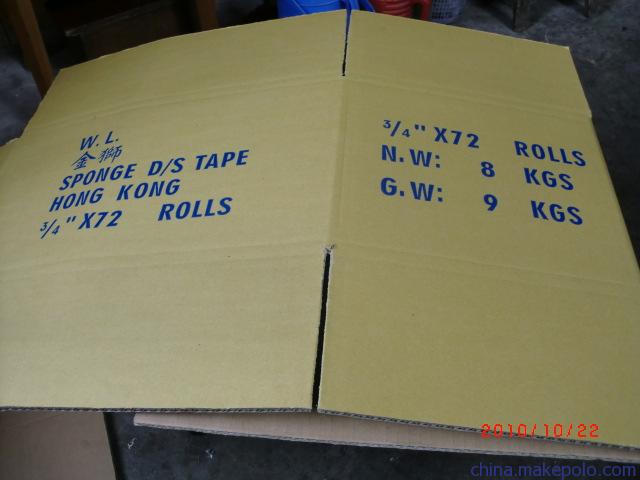 W. L.
金獅
SPONGE D/S TAPE
HONG KONG
3/4" X72 ROLLS
3/4" X72 ROLLS
N.W: 8 KGS
G.W: 9 KGS
2010/10/22
china.makepolo.com